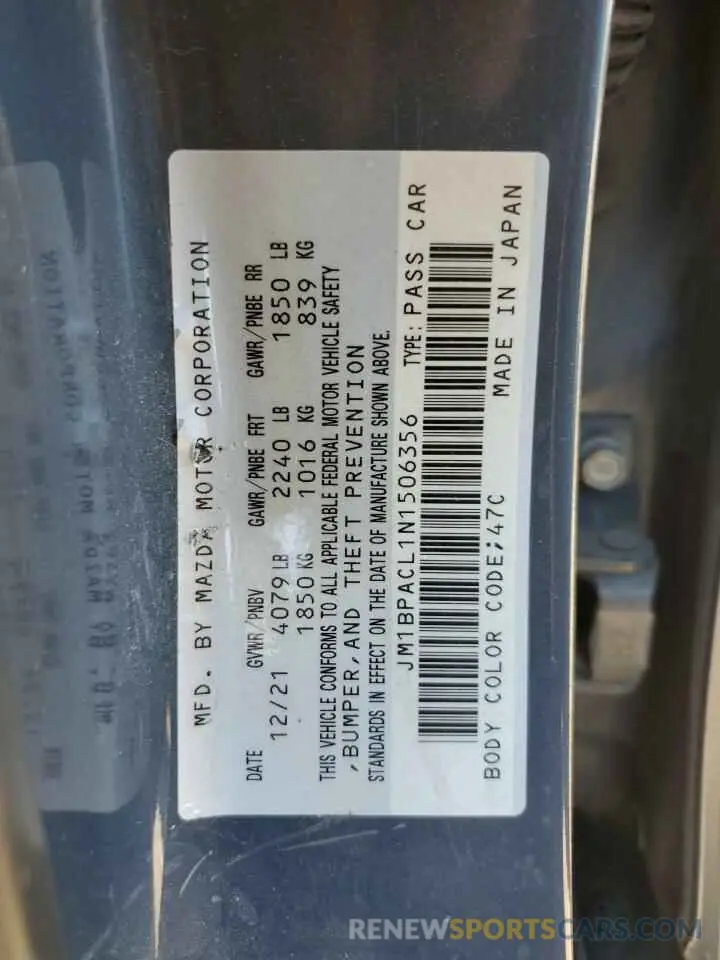 MFD. BY MAZDA MOTOR CORPORATION
DATE GVWR/PNBV GAWR/PNBE FRT GAWR/PNBE RR
12/21 4079 LB 2240 LB 1850 LB
1850 KG 1016 KG 839 KG
THIS VEHICLE CONFORMS TO ALL APPLICABLE FEDERAL MOTOR VEHICLE SAFETY
,BUMPER,AND THEFT PREVENTION
STANDARDS IN EFFECT ON THE DATE OF MANUFACTURE SHOWN ABOVE.
JM1BPACL1N1506356 TYPE: PASS CAR
BODY COLOR CODE;47C MADE IN JAPAN
RENEWSPORTSCARS.COM